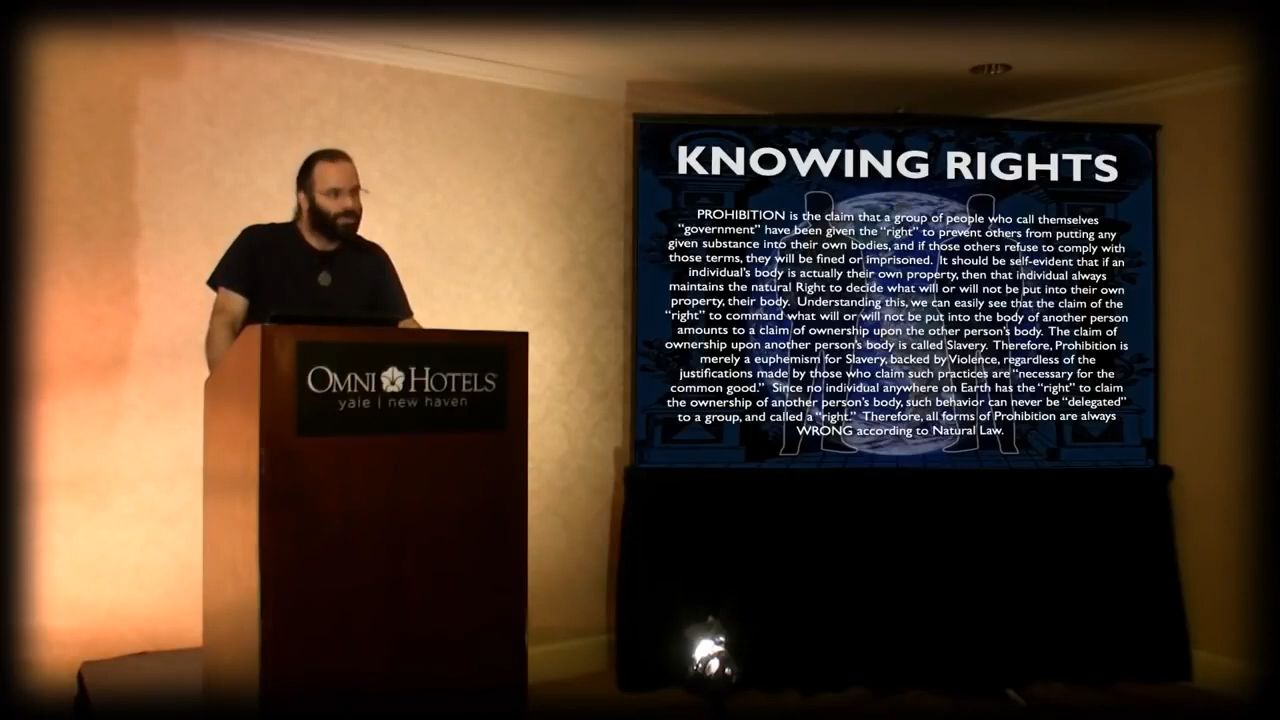 KNOWING RIGHTS
PROHIBITION is the claim that a group of people who call themselves
"government" have been given the "right" to prevent others from putting any
given substance into their own bodies, and if those others refuse to comply with
those terms, they will be fined or imprisoned. It should be self-evident that if an
individual's body is actually their own property, then that individual always
maintains the natural Right to decide what will or will not be put into their own
property, their body. Understanding this, we can easily see that the claim of the
"right" to command what will or will not be put into the body of another person
amounts to a claim of ownership upon the other person's body. The claim of
ownership upon another person's body is called Slavery. Therefore, Prohibition is
merely a euphemism for Slavery, backed by Violence, regardless of the
justifications made by those who claim such practices are "necessary for the
common good." Since no individual anywhere on Earth has the "right" to claim
the ownership of another person's body, such behavior can never be "delegated"
to a group, and called a "right." Therefore, all forms of Prohibition are always
WRONG according to Natural Law.
OMNI HOTELS
yale | new haven